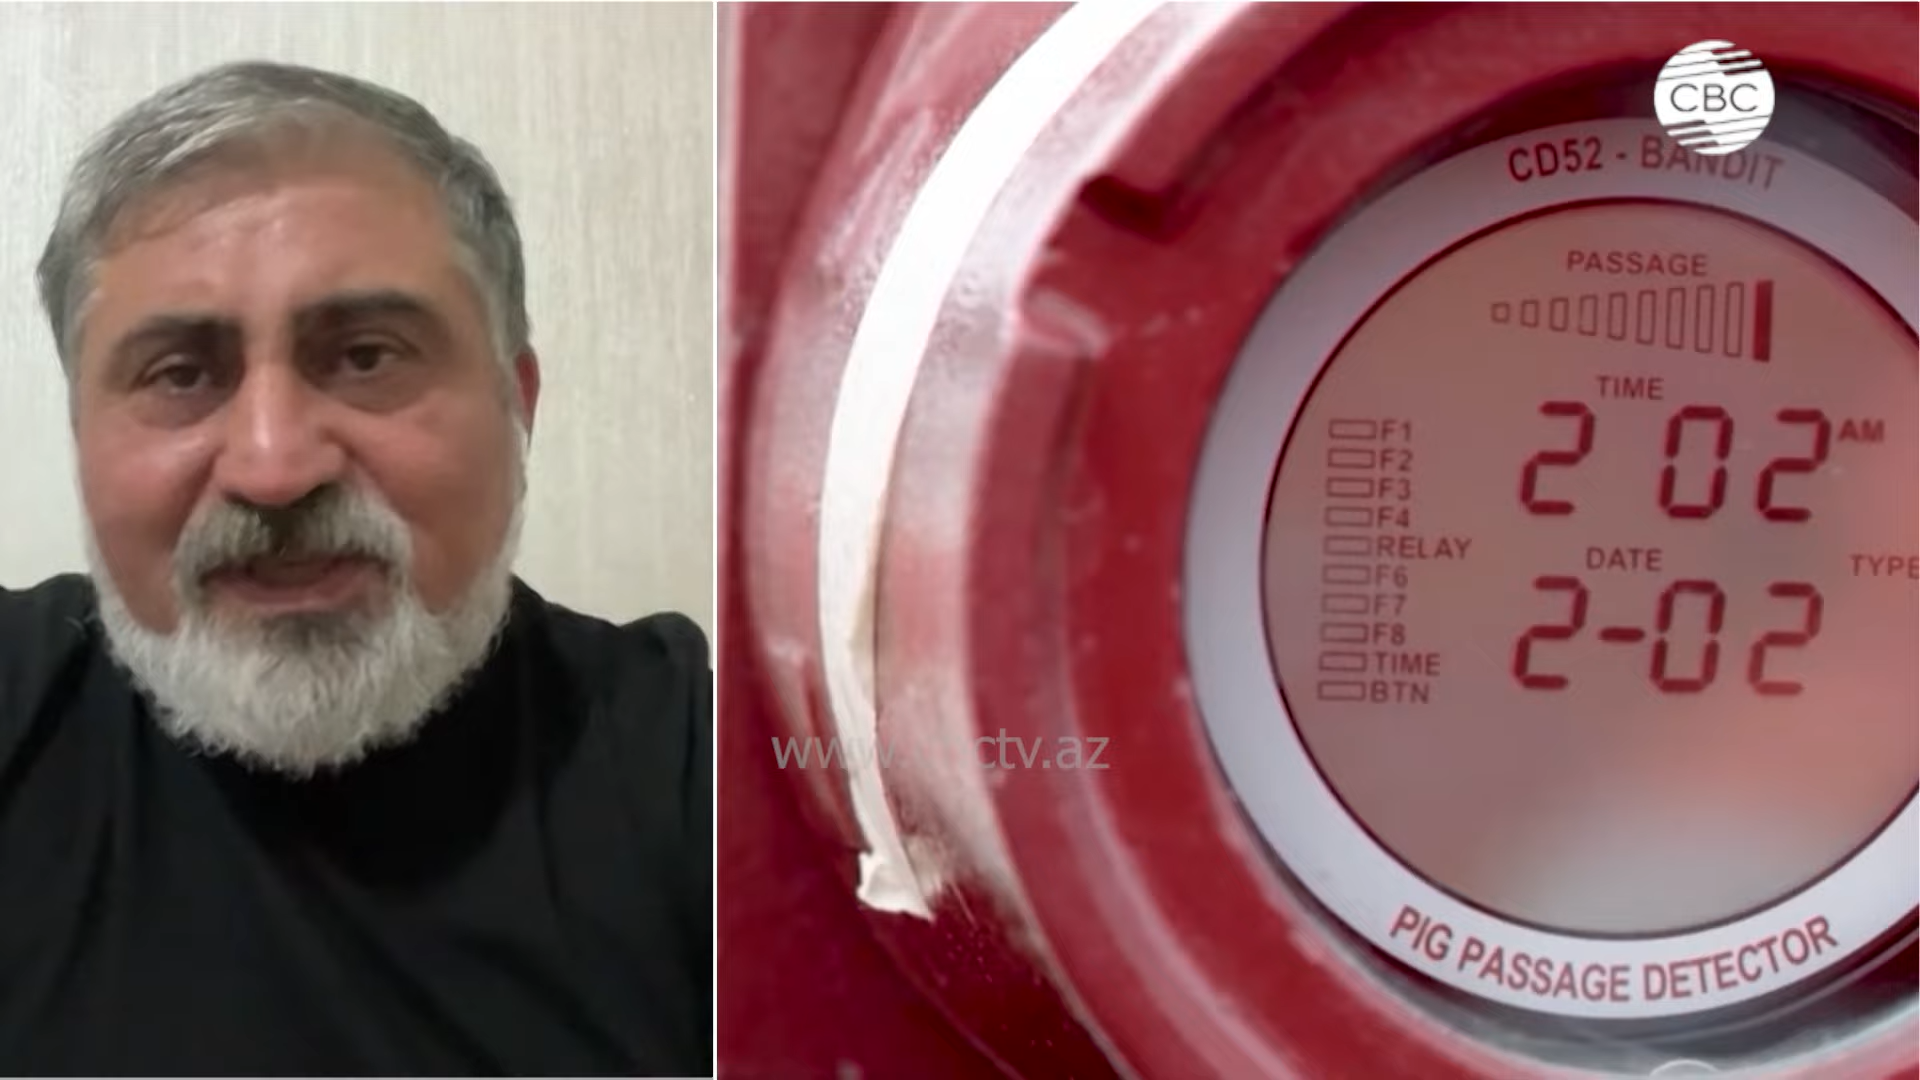 CBC
CD52 - BANDIT
PASSAGE
TIME
2 02 AM
F1
F2
F3
F4
RELAY
F6
F7
F8
TIME
BTN
DATE
TYPE
2-02
PIG PASSAGE DETECTOR